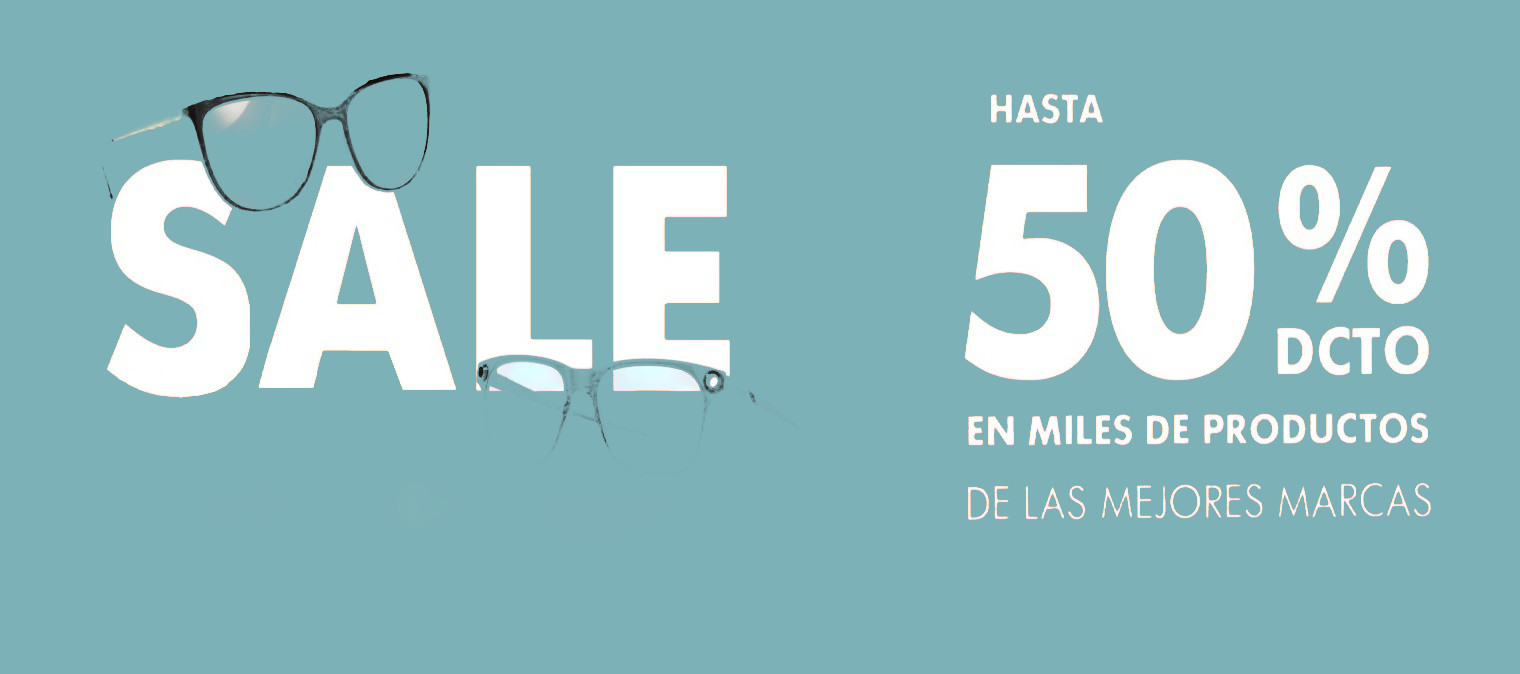 SALE
HASTA
50%
DCTO
EN MILES DE PRODUCTOS
DE LAS MEJORES MARCAS